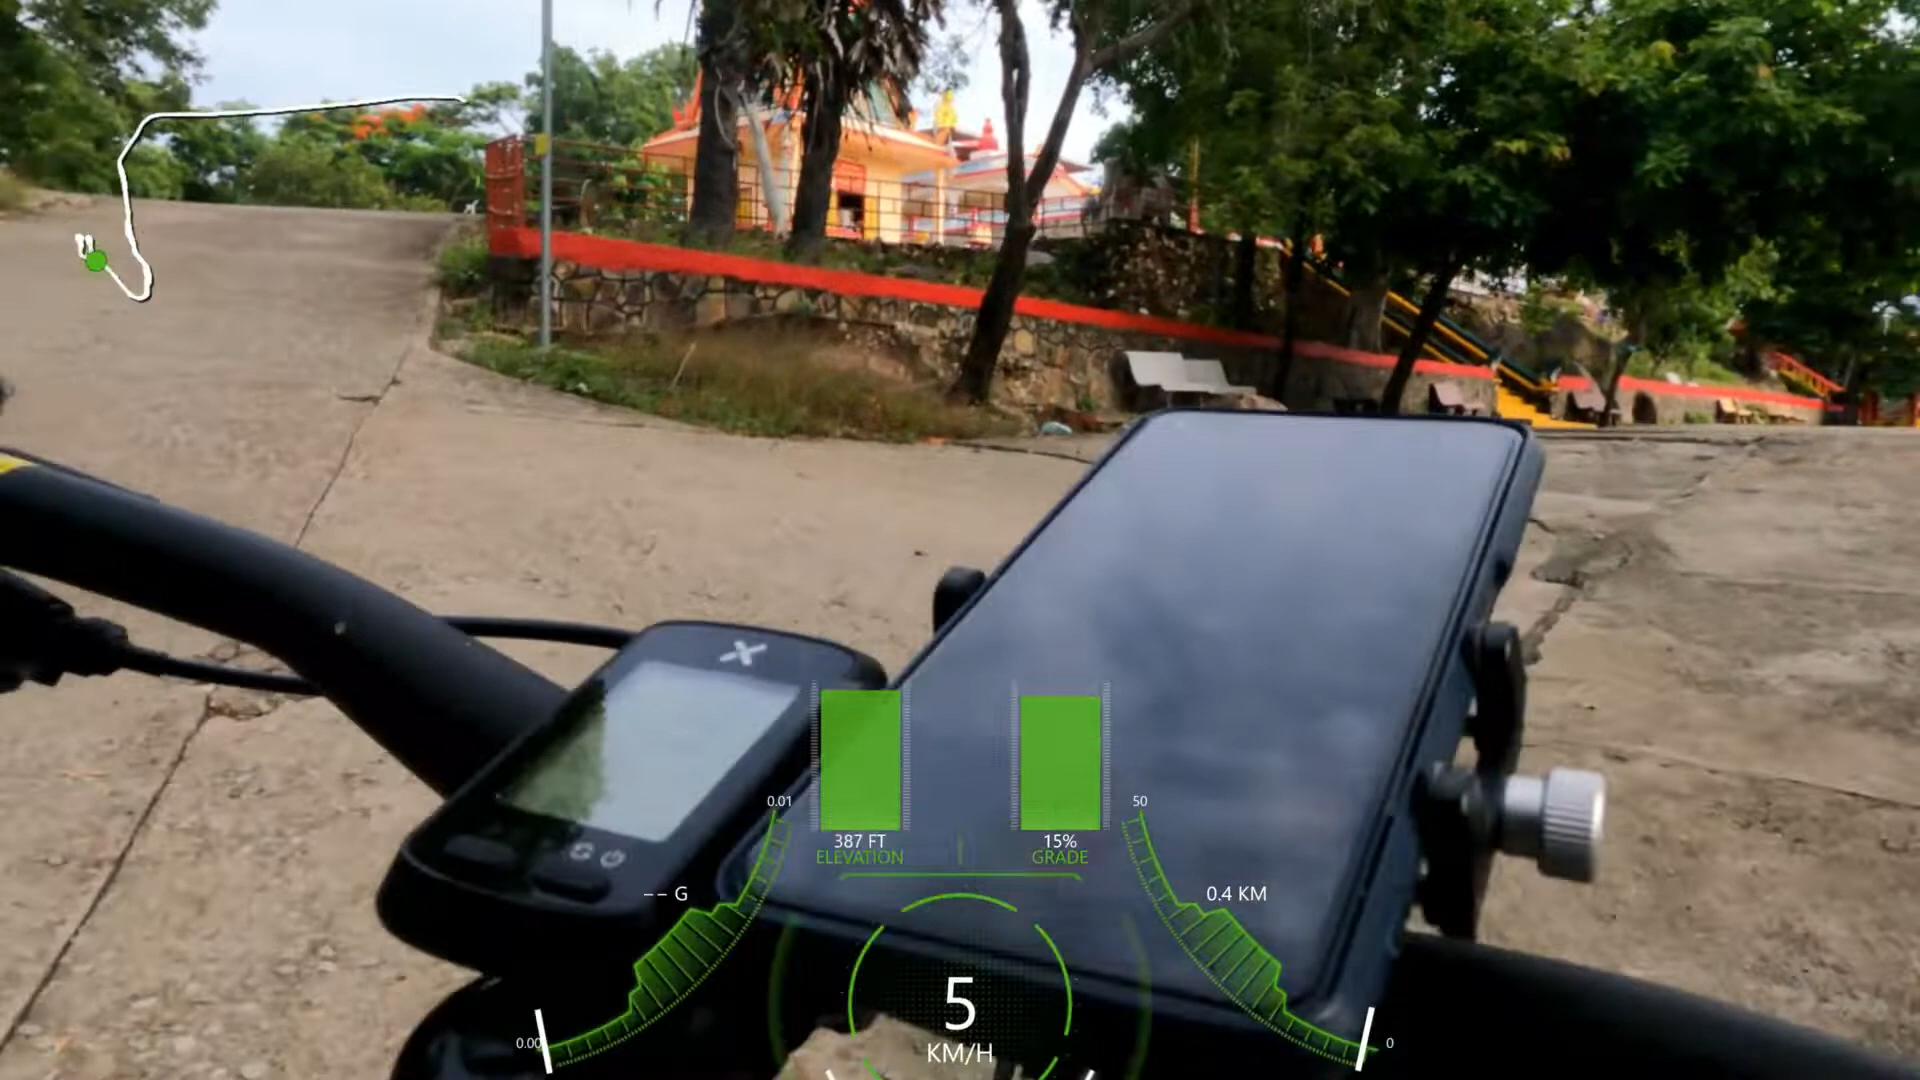 0.01
387 FT
ELEVATION
15%
GRADE
50
-- G
0.4 KM
5
KM/H
0.00
0